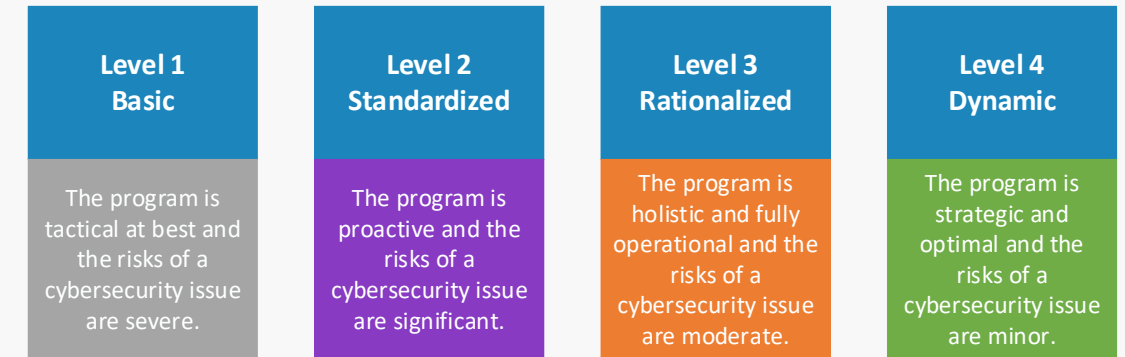 Level 1
Basic
The program is
tactical at best and
the risks of a
cybersecurity issue
are severe.
Level 2
Standardized
The program is
proactive and the
risks of a
cybersecurity issue
are significant.
Level 3
Rationalized
The program is
holistic and fully
operational and the
risks of a
cybersecurity issue
are moderate.
Level 4
Dynamic
The program is
strategic and
optimal and the
risks of a
cybersecurity issue
are minor.